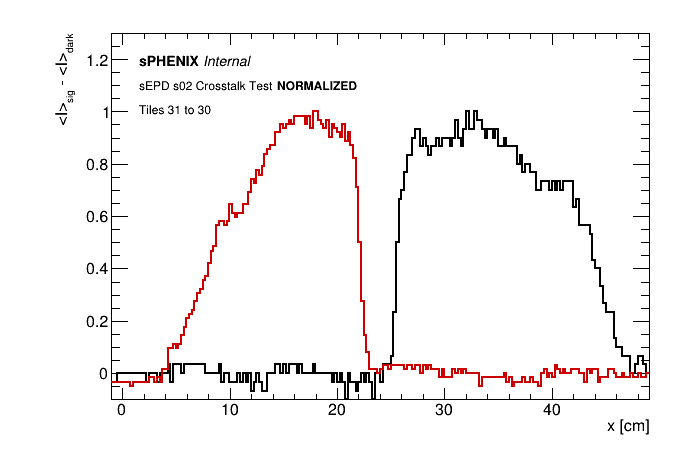 <I>sig - <I>dark
sPHENIX Internal
sEPD s02 Crosstalk Test NORMALIZED
Tiles 31 to 30
1.2
1
0.8
0.6
0.4
0.2
0
0 10 20 30 40
x [cm]